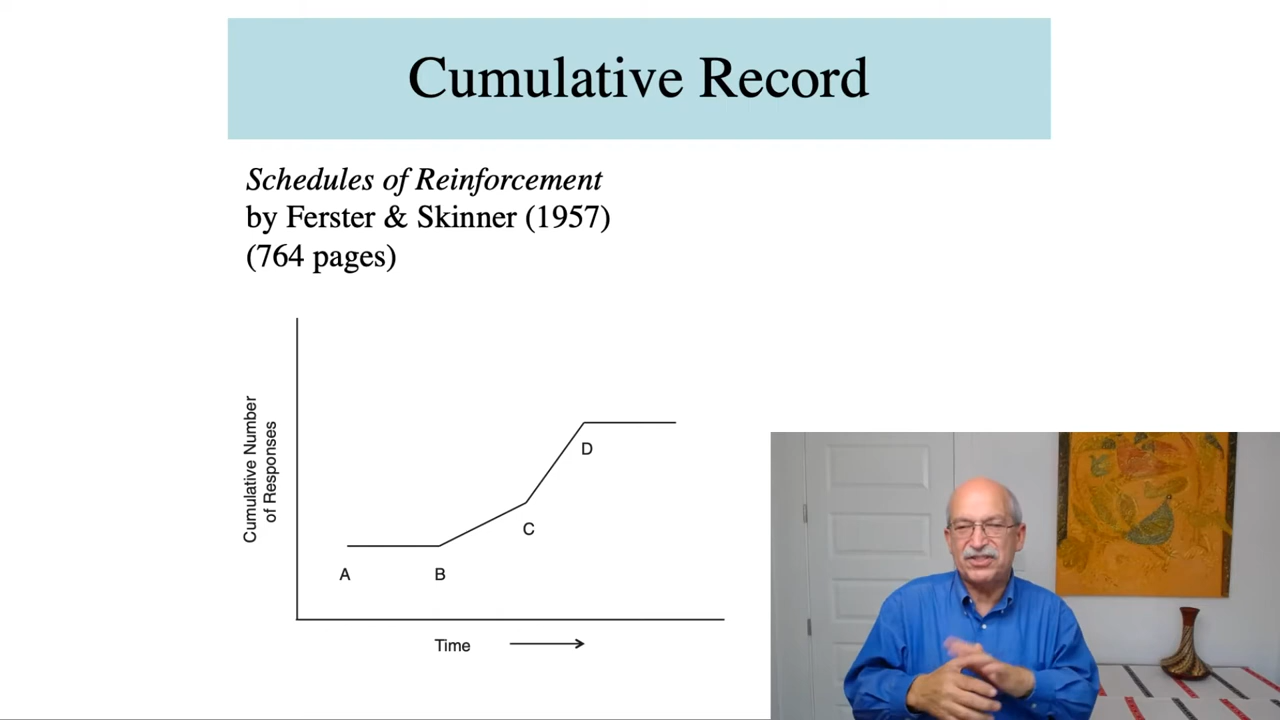 Cumulative Record
Schedules of Reinforcement
by Ferster & Skinner (1957)
(764 pages)
Cumulative Number
of Responses
D
C
A
B
Time